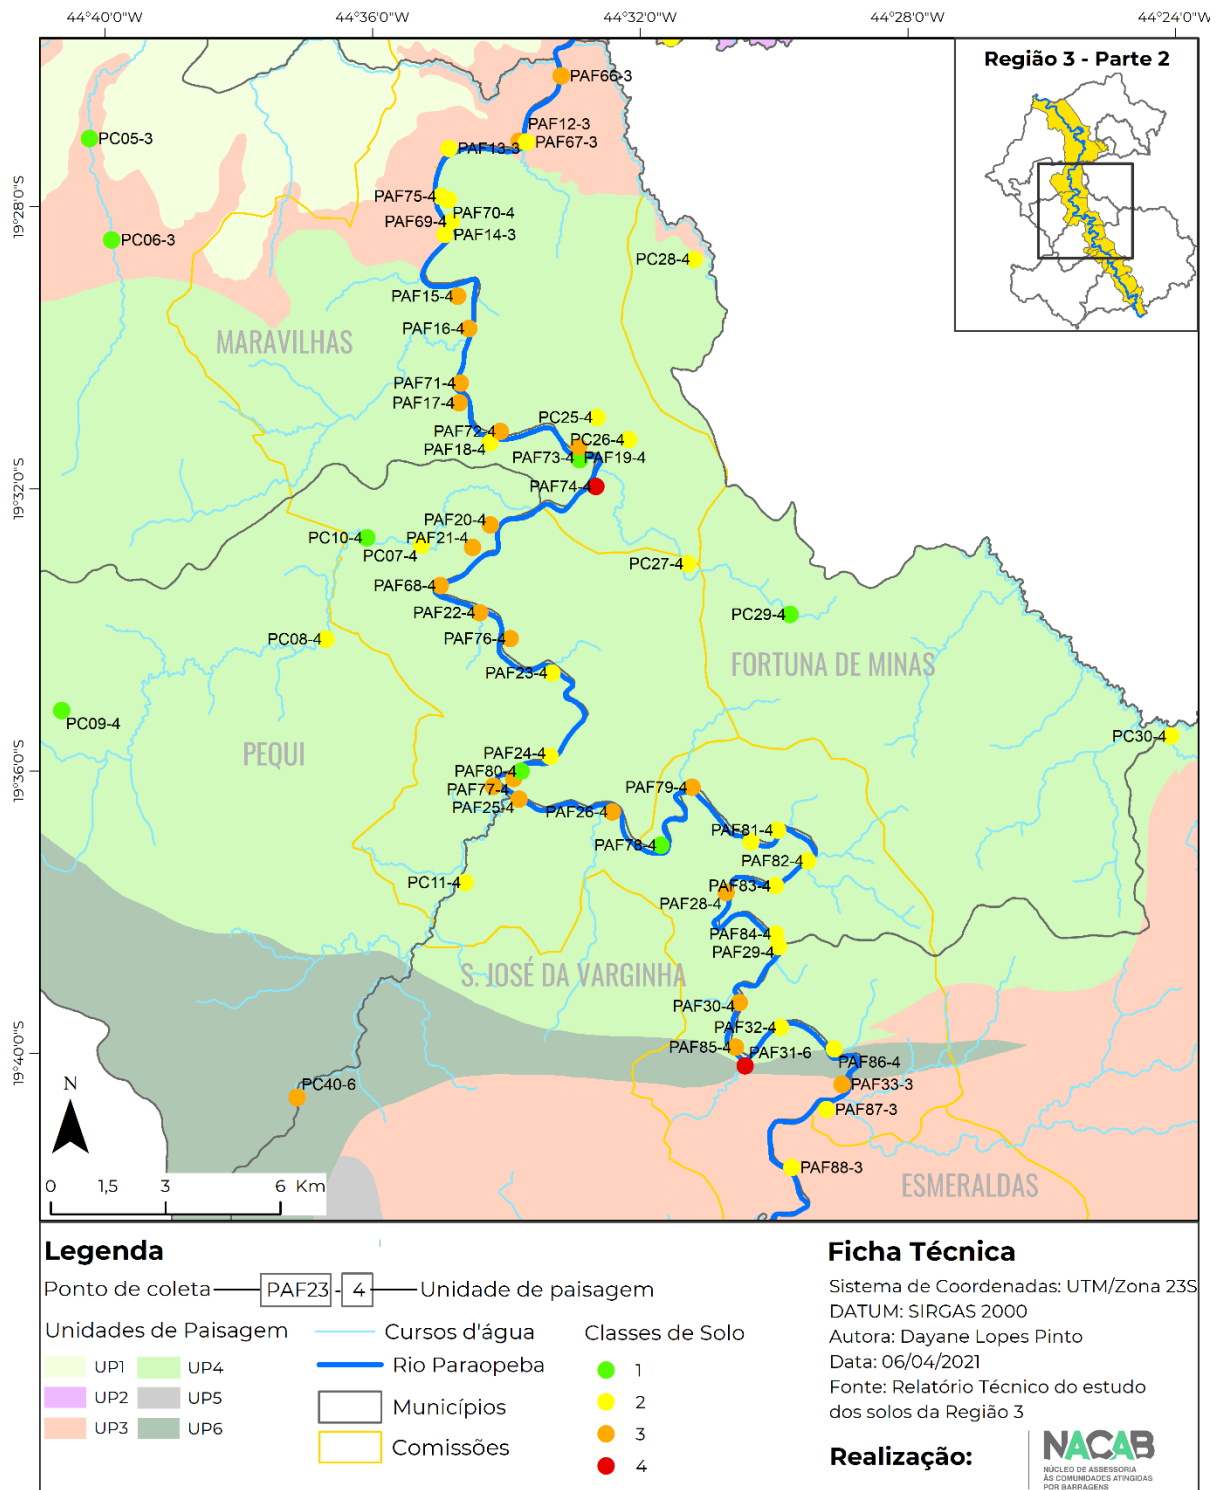 44°40'0"W 44°36'0"W 44°32'0"W 44°28'0"W 44°24'0"W
Região 3 - Parte 2
PAF66-3
PAF12-3
PC05-3
PAF67-3
PAF13-3
PAF75-4
19°28'0"S
PAF70-4
PAF69-4
PAF14-3
PC06-3
PC28-4
PAF15-4
PAF16-4
MARAVILHAS
PAF71-4
PAF17-4
PC25-4
PAF72-4
PC26-4
PAF18-4
PAF73-4 PAF19-4
PAF74-4
19°32'0"S
PAF20-4
PC10-4
PAF21-4
PC07-4
PC27-4
PAF68-4
PAF22-4
PC29-4
PAF76-4
PC08-4
FORTUNA DE MINAS
PAF23-4
PC09-4
PC30-4
PEQUI
PAF24-4
19°36'0"S
PAF80-4
PAF77-4
PAF79-4
PAF25-4
PAF26-4
PAF81-4
PAF78-4
PAF82-4
PC11-4
PAF83-4
PAF28-4
PAF84-4
PAF29-4
S. JOSÉ DA VARGINHA
PAF30-4
PAF32-4
PAF85-4
PAF31-6
19°40'0"S
PAF86-4
PC40-6
PAF33-3
N
PAF87-3
PAF88-3
ESMERALDAS
0 1,5 3 6 Km
Legenda
Ponto de coleta PAF23 - 4 Unidade de paisagem
Unidades de Paisagem
UP1 UP4
UP2 UP5
UP3 UP6
Cursos d'água
Rio Paraopeba
Municípios
Comissões
Classes de Solo
1
2
3
4
Ficha Técnica
Sistema de Coordenadas: UTM/Zona 23S
DATUM: SIRGAS 2000
Autora: Dayane Lopes Pinto
Data: 06/04/2021
Fonte: Relatório Técnico do estudo
dos solos da Região 3
Realização:
NACAB
NÚCLEO DE ASSESSORIA
ÀS COMUNIDADES ATINGIDAS
POR BARRAGENS